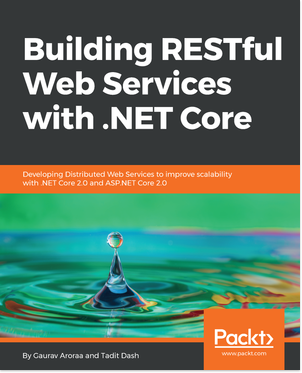 Building RESTful
Web Services
with .NET Core
Developing Distributed Web Services to improve scalability
with .NET Core 2.0 and ASP.NET Core 2.0
Packt>
www.packt.com
By Gaurav Aroraa and Tadit Dash